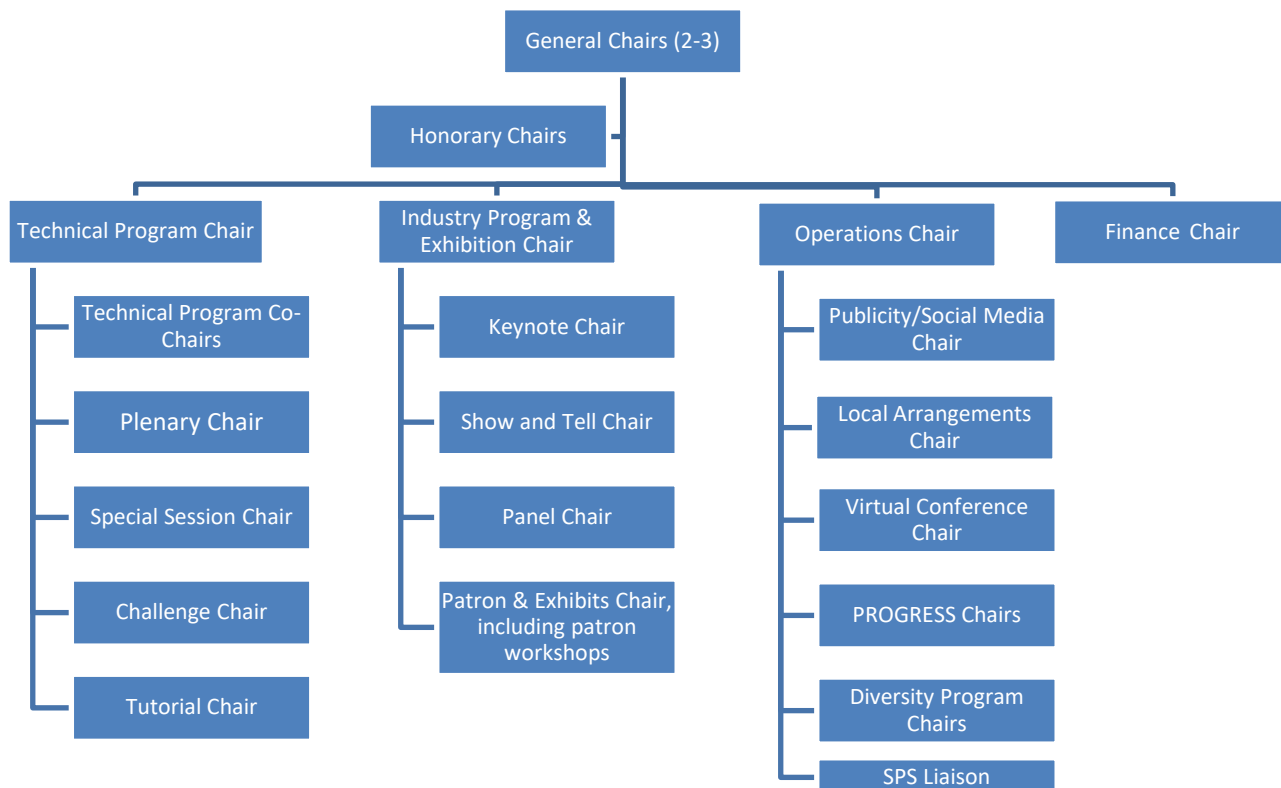 General Chairs (2-3)
Honorary Chairs
Technical Program Chair
Industry Program &
Exhibition Chair
Operations Chair
Finance Chair
Technical Program Co-
Chairs
Plenary Chair
Special Session Chair
Challenge Chair
Tutorial Chair
Keynote Chair
Show and Tell Chair
Panel Chair
Patron & Exhibits Chair,
including patron
workshops
Publicity/Social Media
Chair
Local Arrangements
Chair
Virtual Conference
Chair
PROGRESS Chairs
Diversity Program
Chairs
SPS Liaison